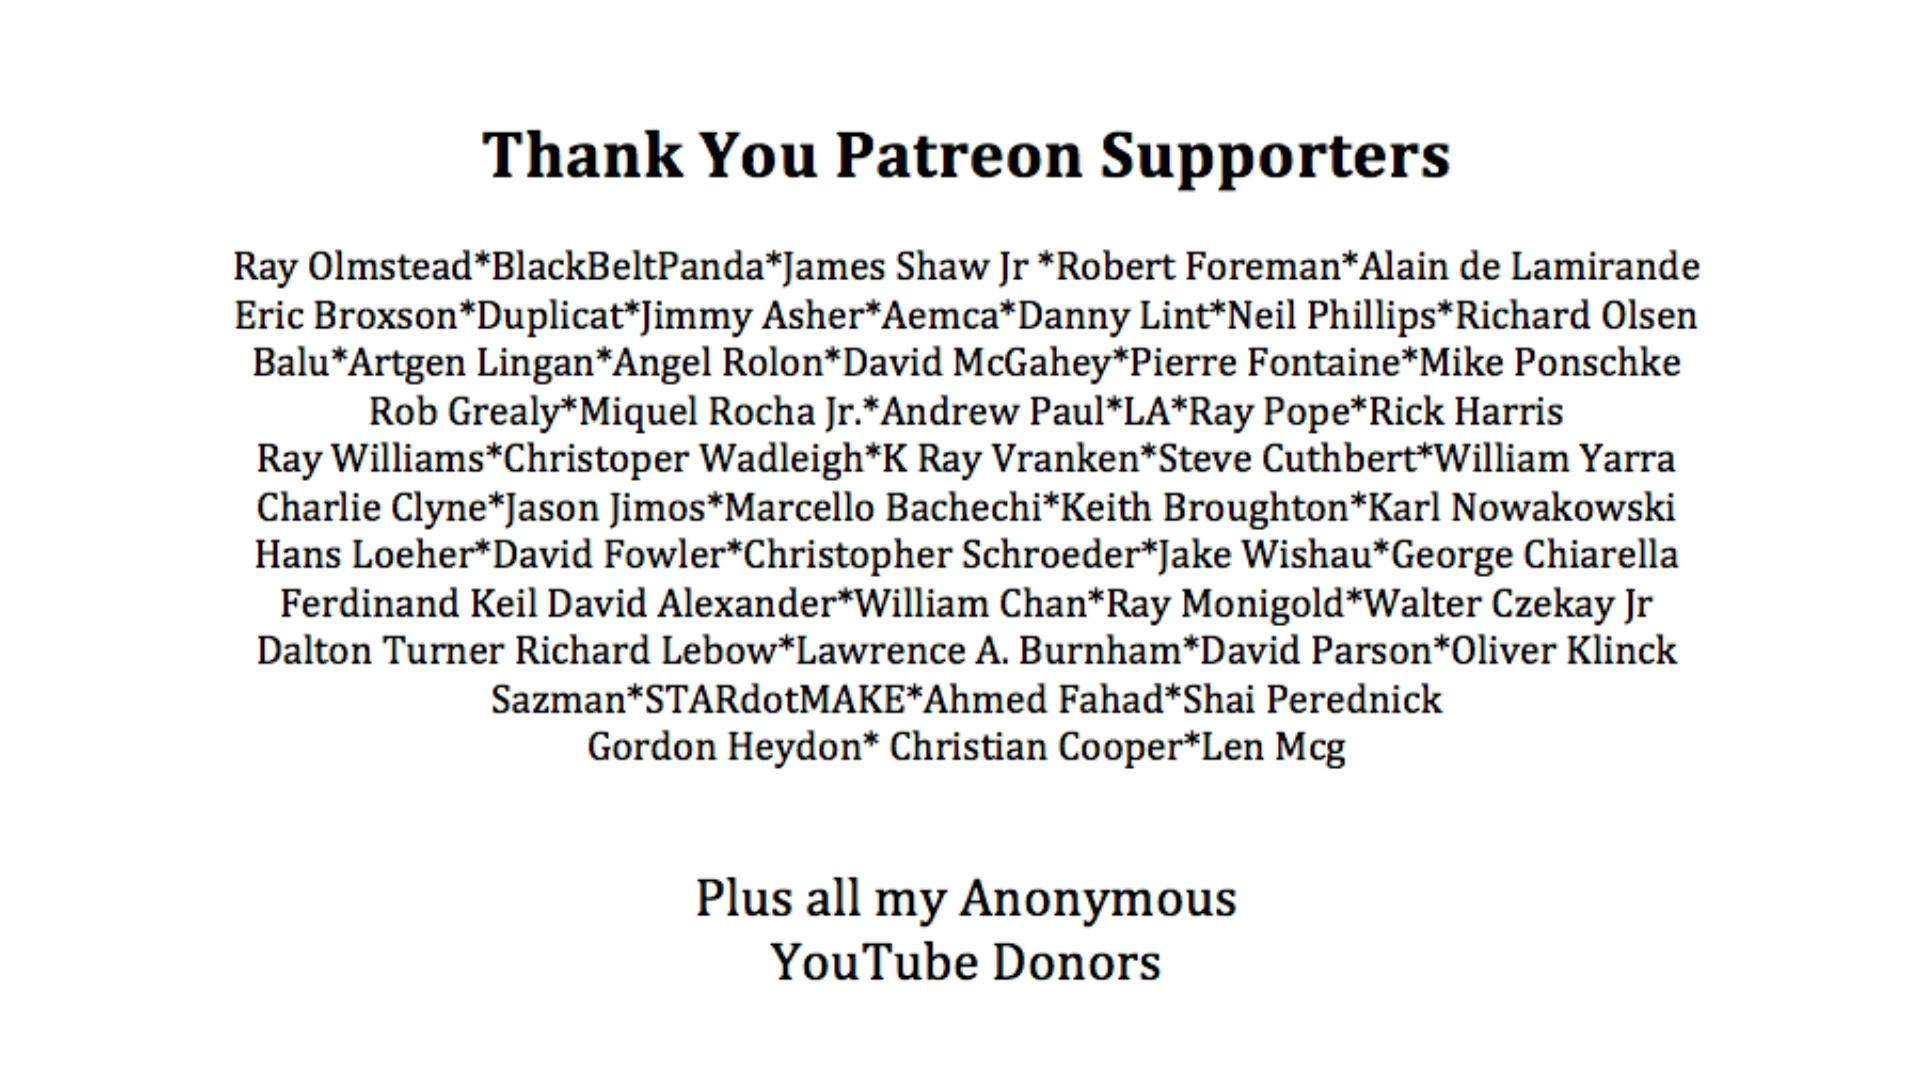 Thank You Patreon Supporters
Ray Olmstead*BlackBeltPanda*James Shaw Jr *Robert Foreman*Alain de Lamirande
Eric Broxson*Duplicat*Jimmy Asher*Aemca*Danny Lint*Neil Phillips*Richard Olsen
Balu*Artgen Lingan*Angel Rolon*David McGahey*Pierre Fontaine*Mike Ponschke
Rob Grealy*Miquel Rocha Jr.*Andrew Paul*LA*Ray Pope*Rick Harris
Ray Williams*Christoper Wadleigh*K Ray Vranken*Steve Cuthbert*William Yarra
Charlie Clyne*Jason Jimos*Marcello Bachechi*Keith Broughton*Karl Nowakowski
Hans Loeher*David Fowler*Christopher Schroeder*Jake Wishau*George Chiarella
Ferdinand Keil David Alexander*William Chan*Ray Monigold*Walter Czekay Jr
Dalton Turner Richard Lebow*Lawrence A. Burnham*David Parson*Oliver Klinck
Sazman*STARdotMAKE*Ahmed Fahad*Shai Perednick
Gordon Heydon* Christian Cooper*Len Mcg
Plus all my Anonymous
YouTube Donors